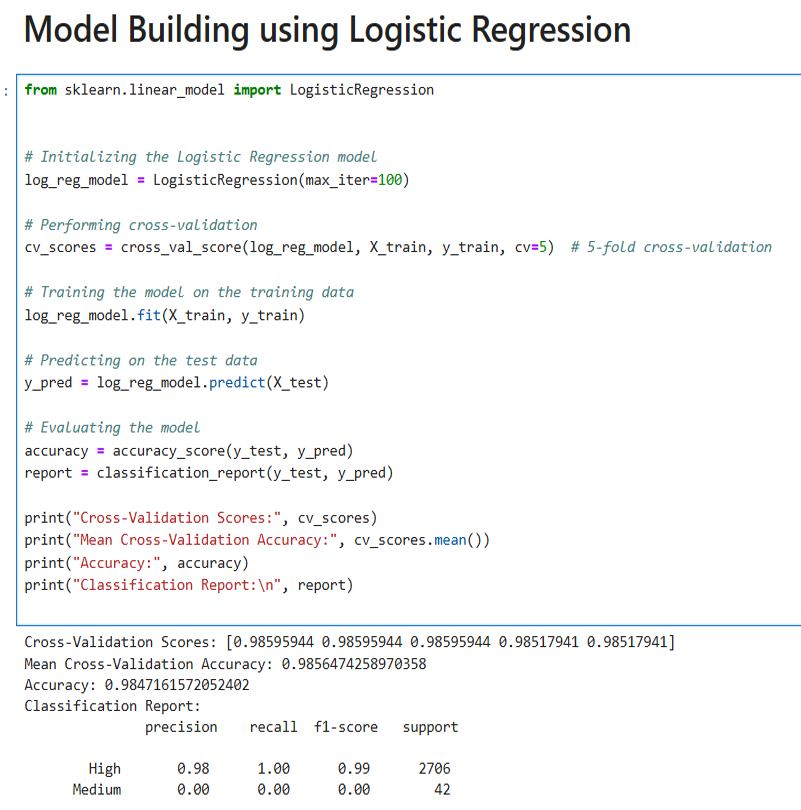 Model Building using Logistic Regression
:
from sklearn.linear_model import LogisticRegression
# Initializing the Logistic Regression model
log_reg_model = LogisticRegression(max_iter=100)
# Performing cross-validation
cv_scores = cross_val_score(log_reg_model, X_train, y_train, cv=5)  # 5-fold cross-validation
# Training the model on the training data
log_reg_model.fit(X_train, y_train)
# Predicting on the test data
y_pred = log_reg_model.predict(X_test)
# Evaluating the model
accuracy = accuracy_score(y_test, y_pred)
report = classification_report(y_test, y_pred)
print("Cross-Validation Scores:", cv_scores)
print("Mean Cross-Validation Accuracy:", cv_scores.mean())
print("Accuracy:", accuracy)
print("Classification Report:\n", report)
Cross-Validation Scores: [0.98595944 0.98595944 0.98595944 0.98517941 0.98517941]
Mean Cross-Validation Accuracy: 0.9856474258970358
Accuracy: 0.9847161572052402
Classification Report:
precision    recall  f1-score   support
High       0.98      1.00      0.99      2706
Medium       0.00      0.00      0.00        42